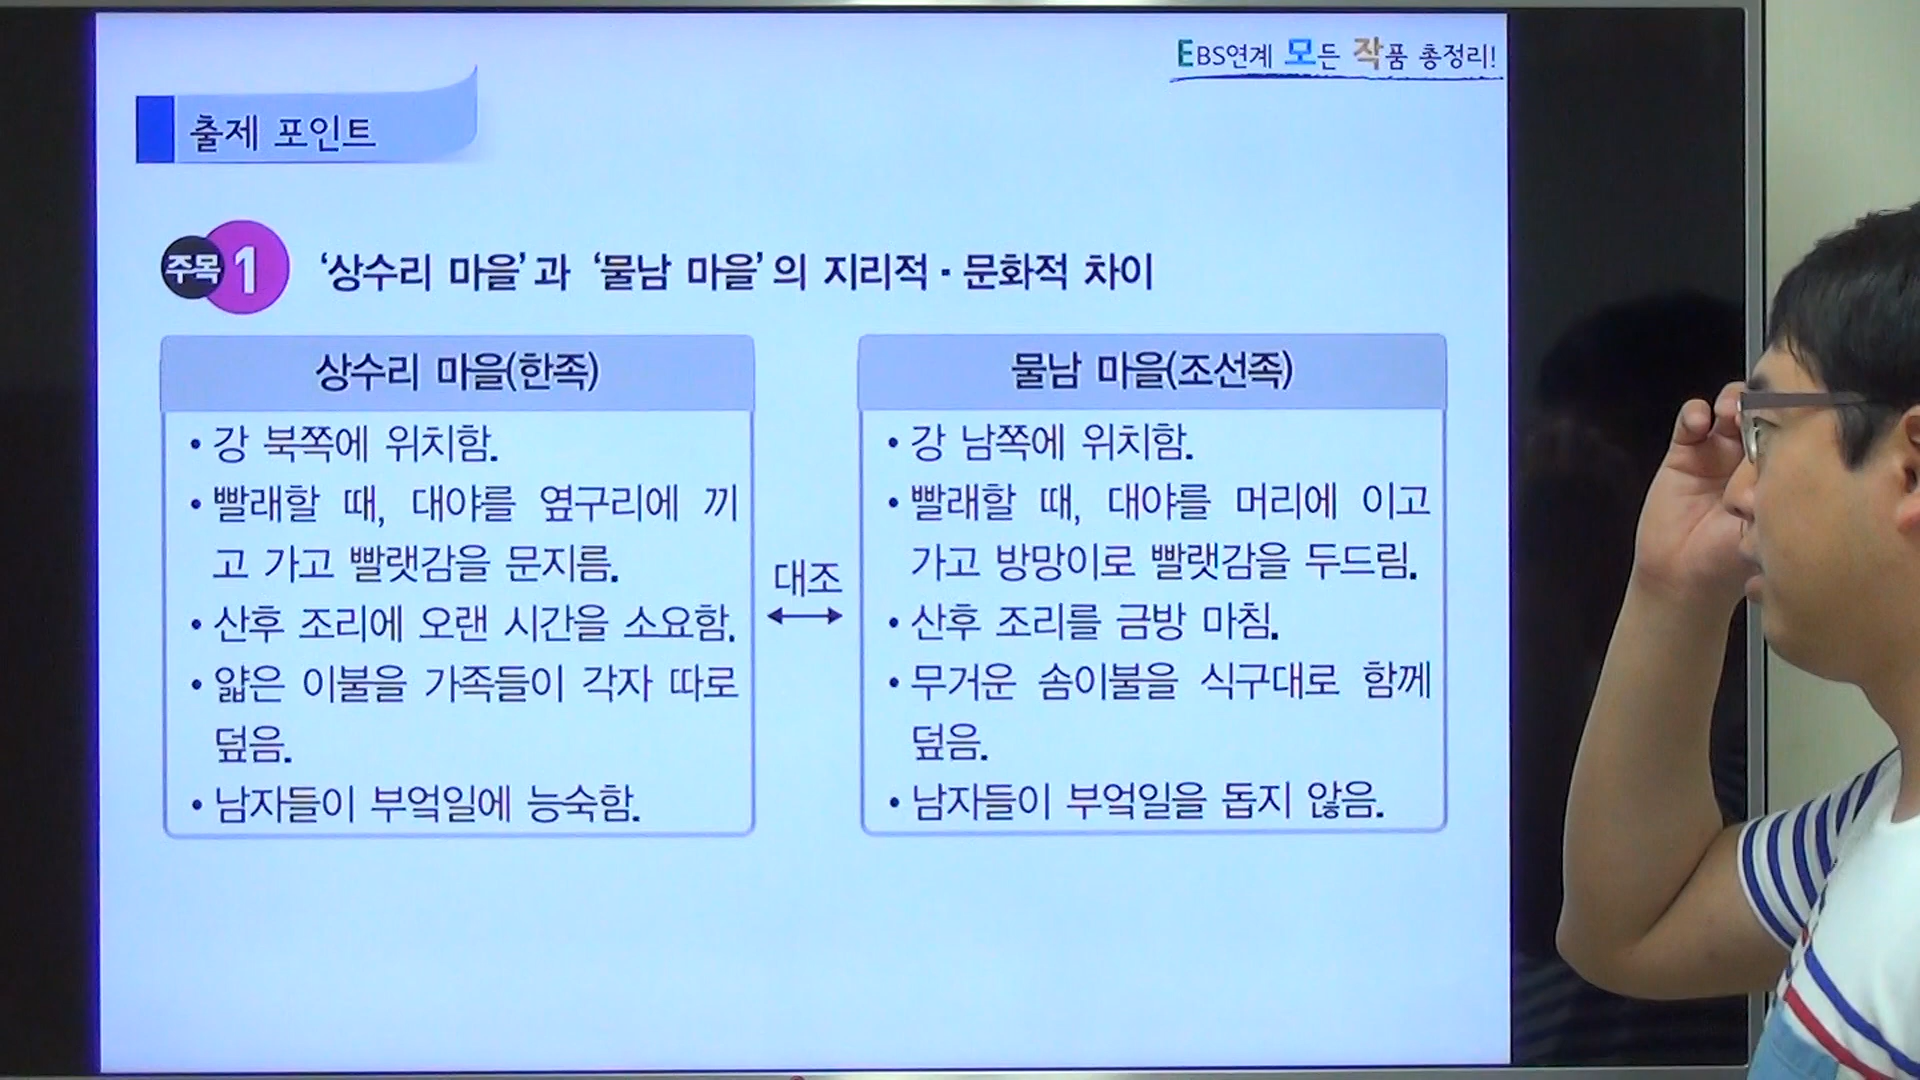 EBS연계 모든 작품 총정리!
출제 포인트
주목 1 ‘상수리 마을’과 ‘물남 마을’의 지리적·문화적 차이
상수리 마을(한족)
• 강 북쪽에 위치함.
• 빨래할 때, 대야를 옆구리에 끼
고 가고 빨랫감을 문지름.
• 산후 조리에 오랜 시간을 소요함.
• 얇은 이불을 가족들이 각자 따로
덮음.
• 남자들이 부엌일에 능숙함.
대조
물남 마을(조선족)
• 강 남쪽에 위치함.
• 빨래할 때, 대야를 머리에 이고
가고 방망이로 빨랫감을 두드림.
• 산후 조리를 금방 마침.
• 무거운 솜이불을 식구대로 함께
덮음.
• 남자들이 부엌일을 돕지 않음.